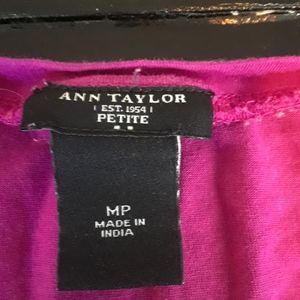 ANN TAYLOR
EST. 1954
PETITE
MP
MADE IN
INDIA